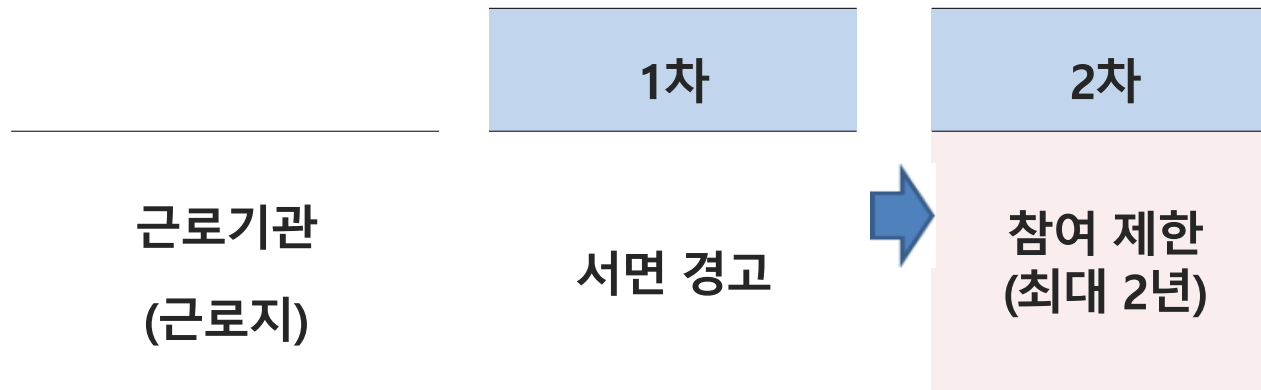 1차
2차
근로기관
(근로지)
서면 경고
참여 제한
(최대 2년)